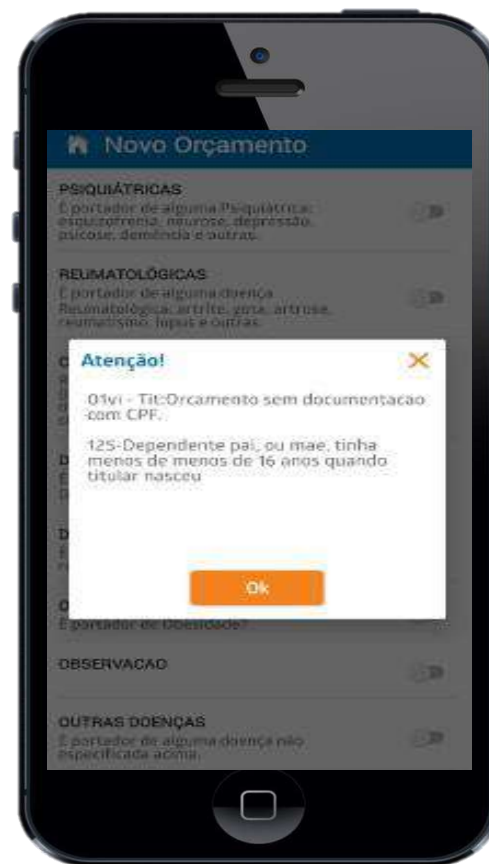 Novo Orçamento
PSIQUIÁTRICAS
É portador de alguma Psiquiátrica:
esquizofrenia, neurose, depressão,
psicose, demência e outras.
REUMATOLÓGICAS
É portador de alguma doença
Reumatológica: artrite, gota, artrose,
reumatismo, lúpus e outras.
Atenção!
01vi - Tit:Orcamento sem documentacao
com CPF.
125-Dependente pai, ou mae, tinha
menos de menos de 16 anos quando
titular nasceu
Ok
É portador de Obesidade?
OBSERVACAO
OUTRAS DOENÇAS
É portador de alguma doença não
especificada acima.